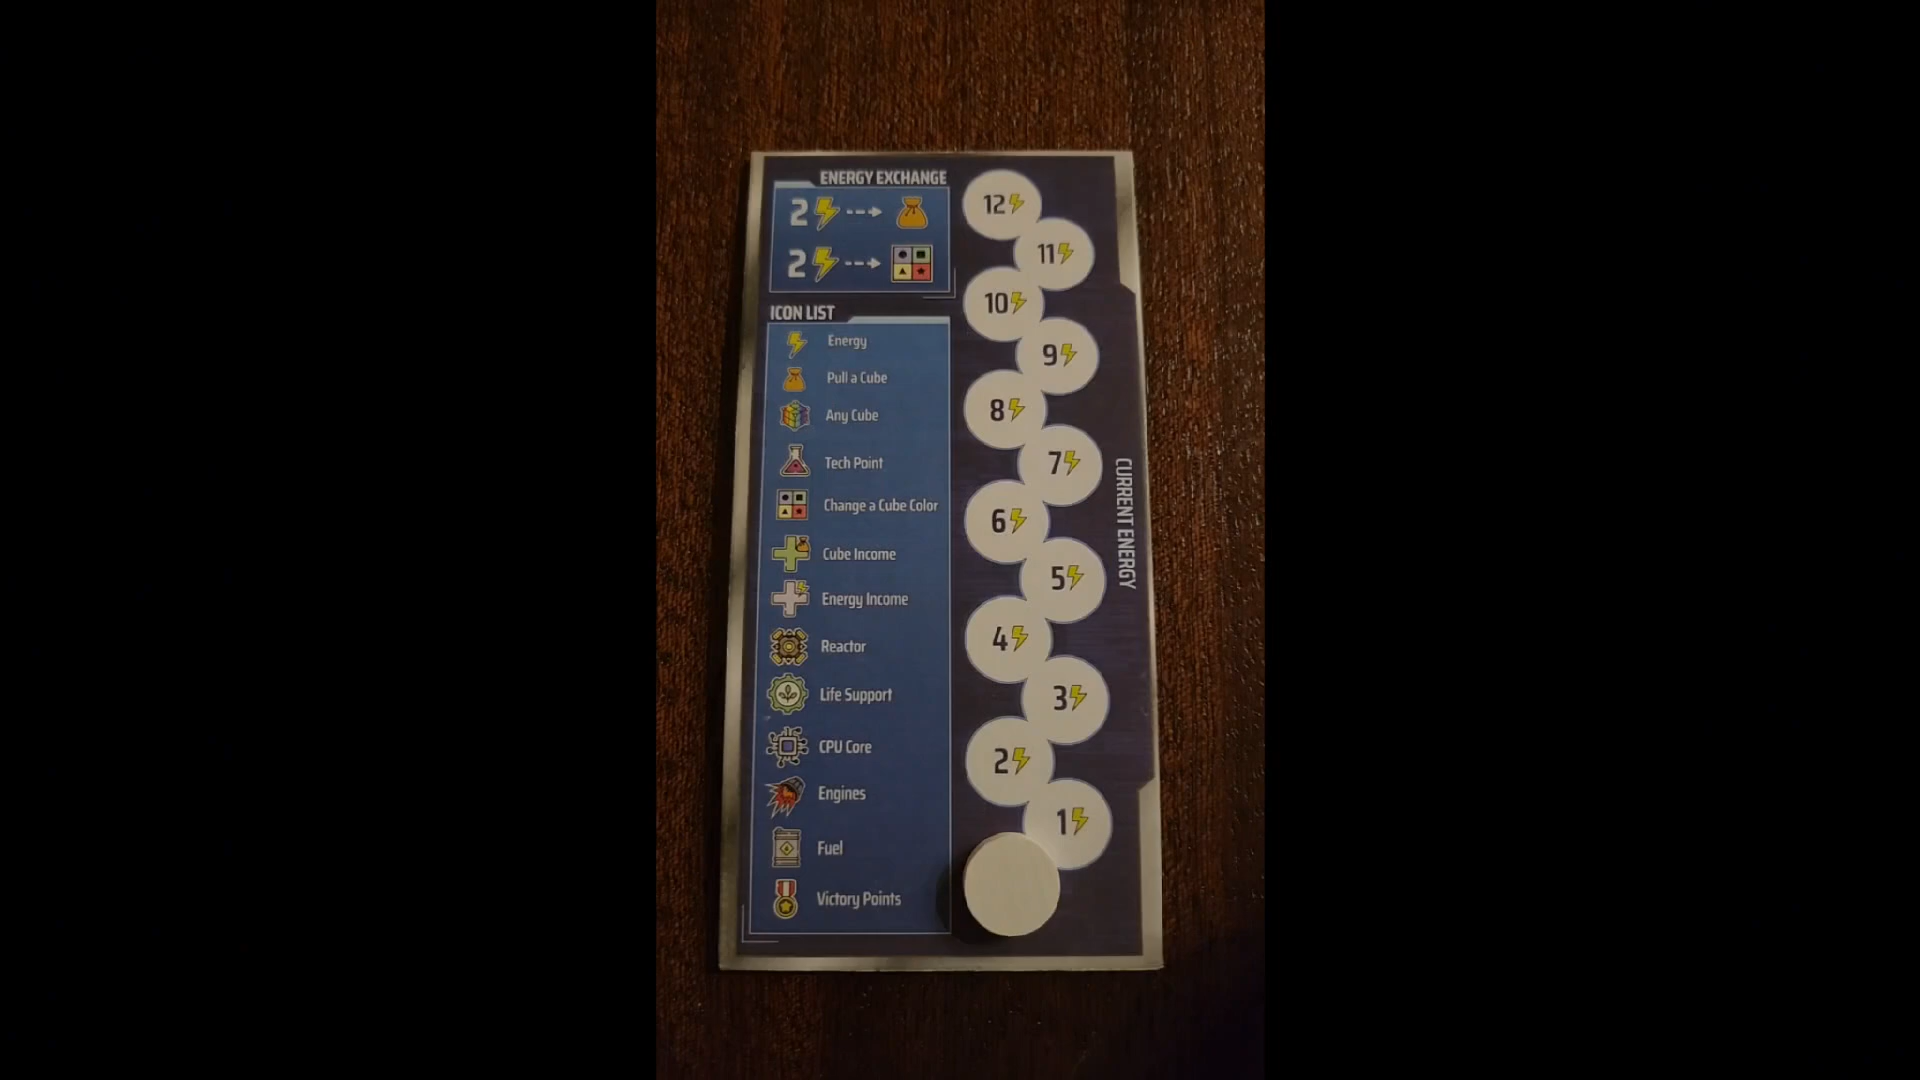 ENERGY EXCHANGE
2
2
ICON LIST
Energy
Pull a Cube
Any Cube
Tech Point
Change a Cube Color
Cube Income
Energy Income
Reactor
Life Support
CPU Core
Engines
Fuel
Victory Points
12
11
10
9
8
7
6
5
4
3
2
1
CURRENT ENERGY